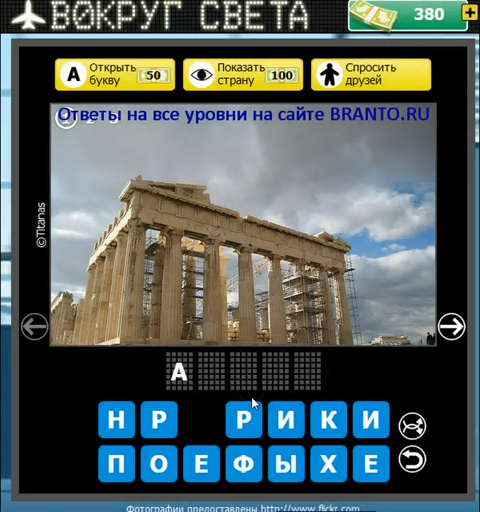 ВОКРУГ СВЕТА
380
А Открыть букву 50
Показать страну 100
Спросить друзей
Ответы на все уровни на сайте BRANTO.RU
©Titanas
А
Н Р Р И К И
П О Е Ф Ы Х Е
Фотографии предоставлены http://www.flickr.com